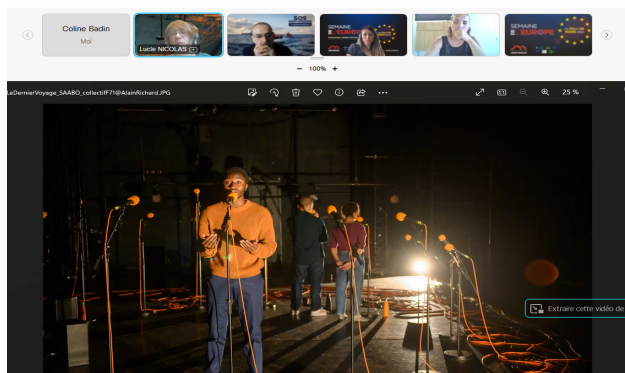 Coline Badin
Moi
Lucie NICOLAS
SOS
SEMAINE
EUROPE
SEMAINE
EUROPE
− 100% +
LeDernierVoyage_SAABO_collectifF71@AlainRichard.JPG
25 %
Extraire cette vidéo de